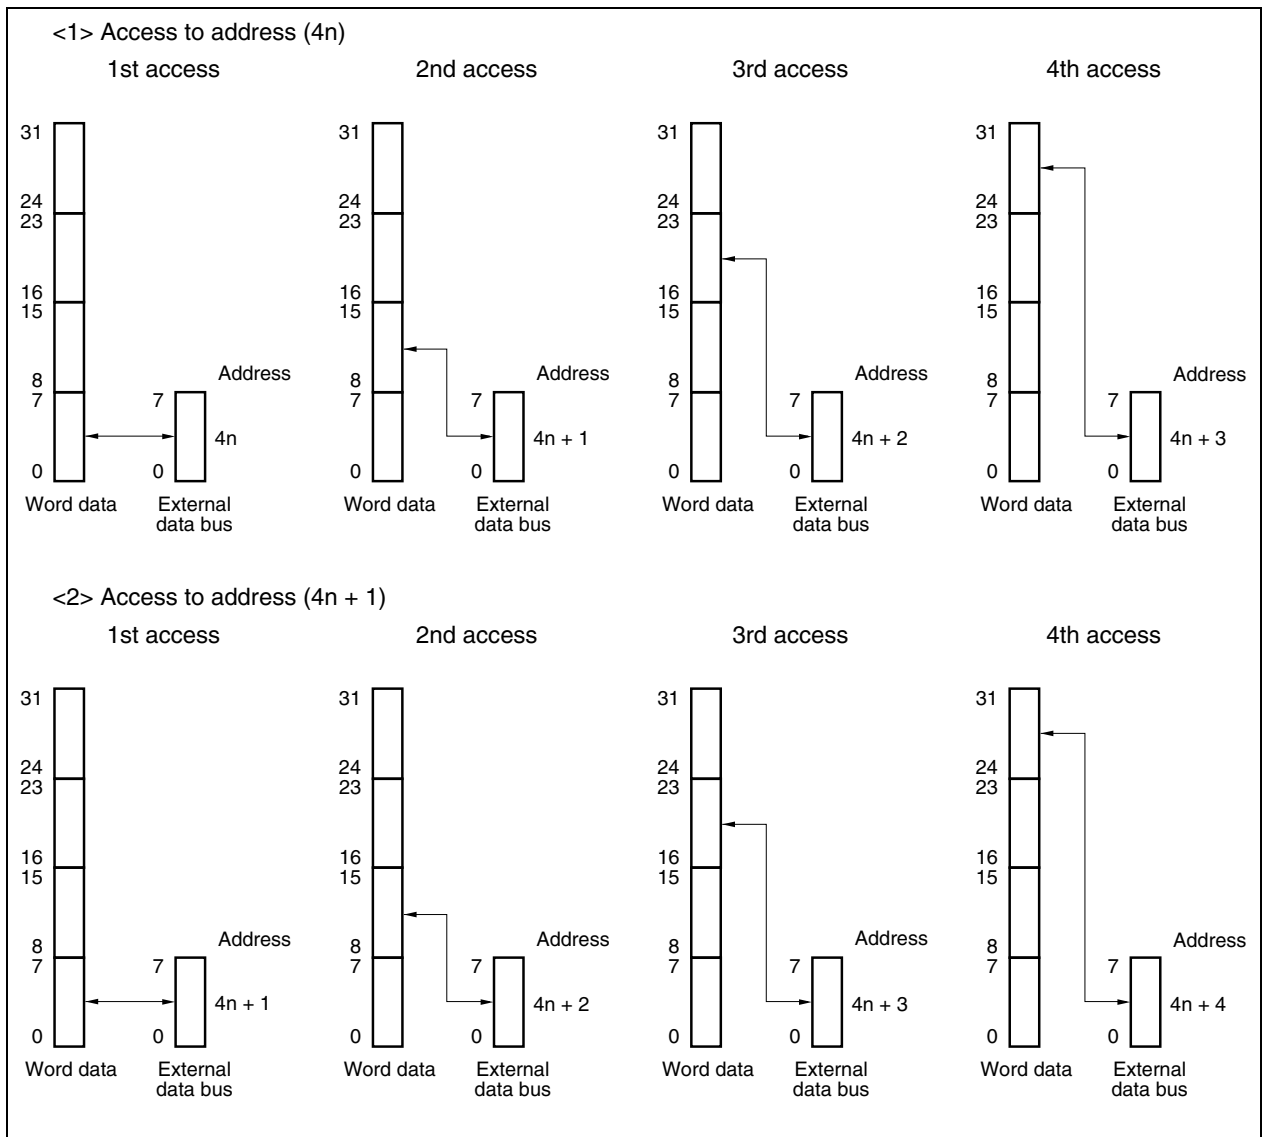 <1> Access to address (4n)
1st access 2nd access 3rd access 4th access
31 31 31 31
24 24 24 24
23 23 23 23
16 16 16 16
15 15 15 15
Address Address Address Address
8 8 8 8
7 7 7 7 7 7 7 7
4n 4n + 1 4n + 2 4n + 3
0 0 0 0 0 0 0 0
Word data External Word data External Word data External Word data External
data bus data bus data bus data bus
<2> Access to address (4n + 1)
1st access 2nd access 3rd access 4th access
31 31 31 31
24 24 24 24
23 23 23 23
16 16 16 16
15 15 15 15
Address Address Address Address
8 8 8 8
7 7 7 7 7 7 7 7
4n + 1 4n + 2 4n + 3 4n + 4
0 0 0 0 0 0 0 0
Word data External Word data External Word data External Word data External
data bus data bus data bus data bus